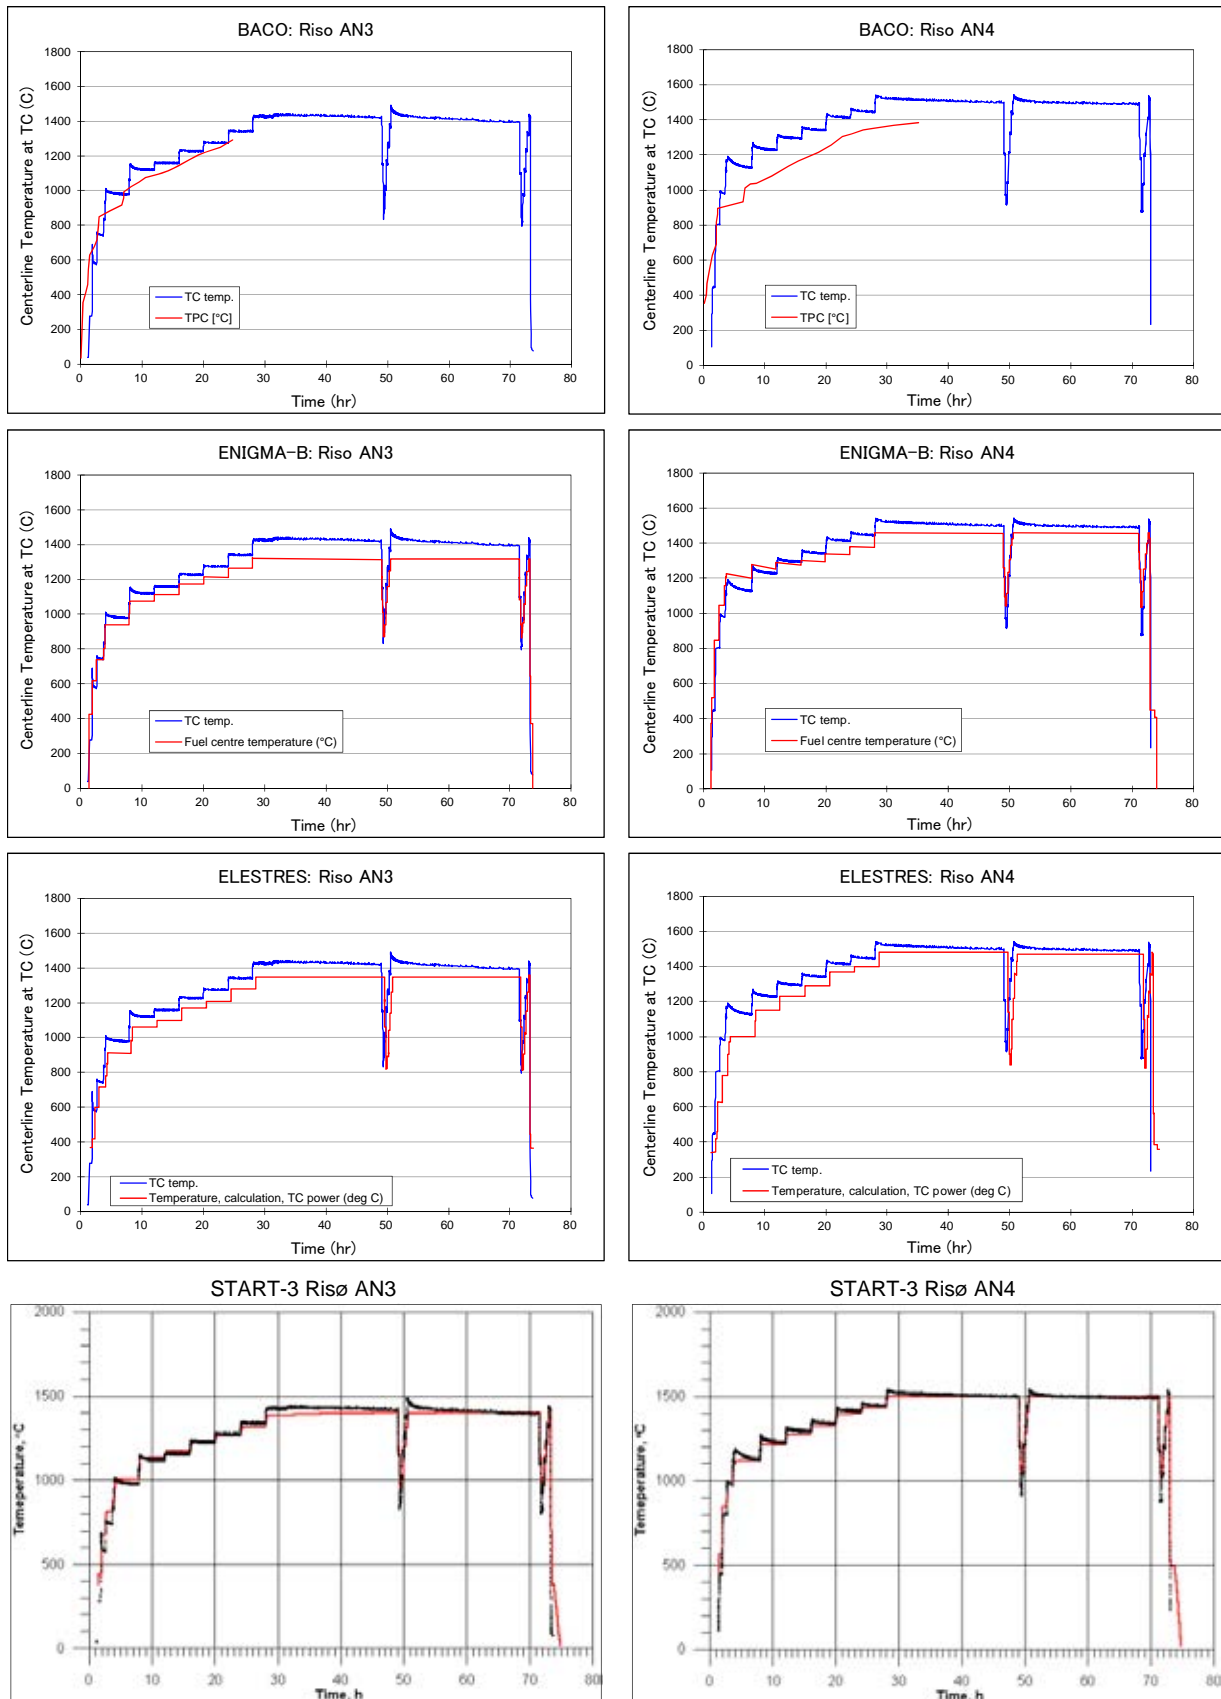 BACO: Riso AN3
Centerline Temperature at TC (C)
1800
1600
1400
1200
1000
800
600
400
200
0
TC temp.
TPC [°C]
0 10 20 30 40 50 60 70 80
Time (hr)
BACO: Riso AN4
Centerline Temperature at TC (C)
1800
1600
1400
1200
1000
800
600
400
200
0
TC temp.
TPC [°C]
0 10 20 30 40 50 60 70 80
Time (hr)
ENIGMA-B: Riso AN3
Centerline Temperature at TC (C)
1800
1600
1400
1200
1000
800
600
400
200
0
TC temp.
Fuel centre temperature (°C)
0 10 20 30 40 50 60 70 80
Time (hr)
ENIGMA-B: Riso AN4
Centerline Temperature at TC (C)
1800
1600
1400
1200
1000
800
600
400
200
0
TC temp.
Fuel centre temperature (°C)
0 10 20 30 40 50 60 70 80
Time (hr)
ELESTRES: Riso AN3
Centerline Temperature at TC (C)
1800
1600
1400
1200
1000
800
600
400
200
0
TC temp.
Temperature, calculation, TC power (deg C)
0 10 20 30 40 50 60 70 80
Time (hr)
ELESTRES: Riso AN4
Centerline Temperature at TC (C)
1800
1600
1400
1200
1000
800
600
400
200
0
TC temp.
Temperature, calculation, TC power (deg C)
0 10 20 30 40 50 60 70 80
Time (hr)
START-3 Risø AN3
Temeperature, °C
2000
1500
1000
500
0
0 10 20 30 40 50 60 70 80
Time, h
START-3 Risø AN4
Temeperature, °C
2000
1500
1000
500
0
0 10 20 30 40 50 60 70 80
Time, h